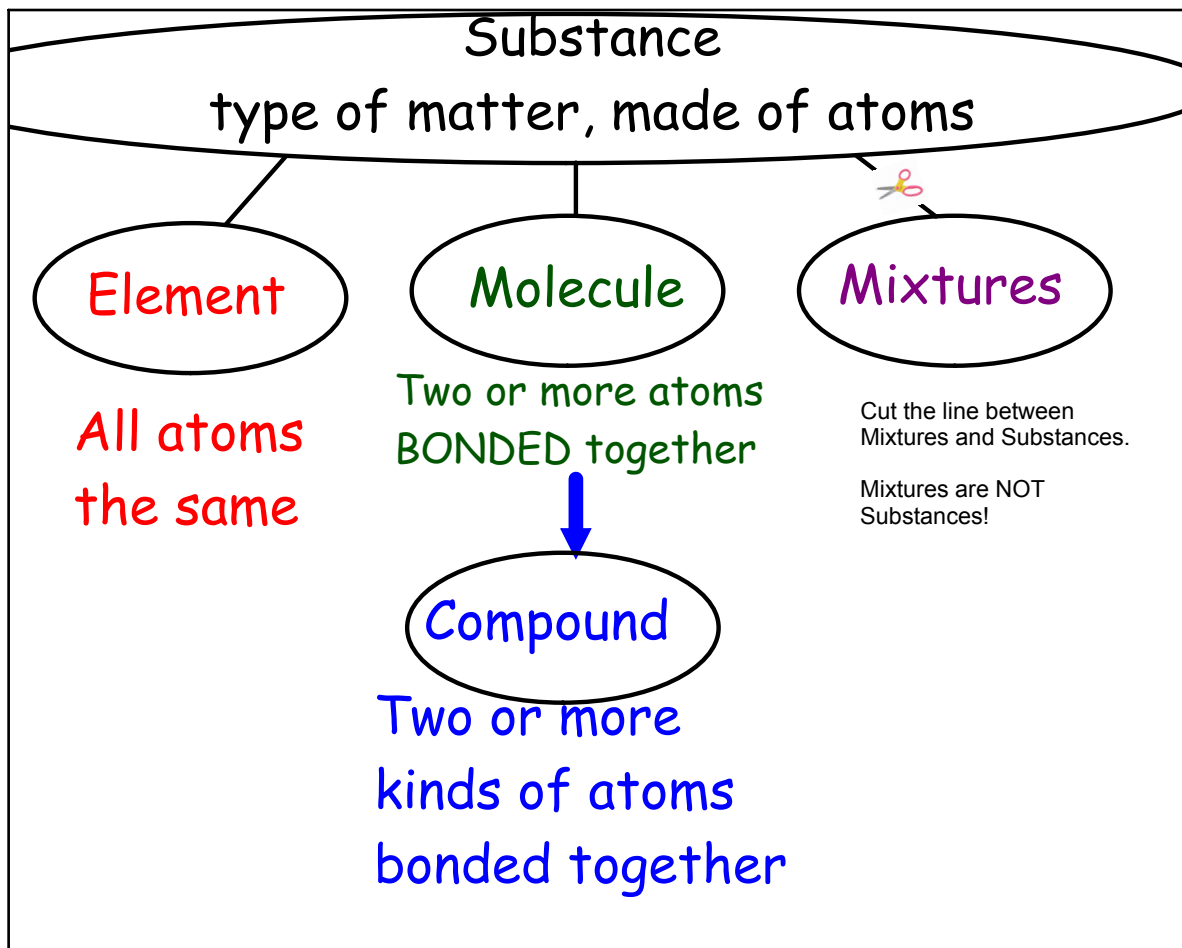 Substance
type of matter, made of atoms
Element
Molecule
Mixtures
All atoms
the same
Two or more atoms
BONDED together
Cut the line between
Mixtures and Substances.
Mixtures are NOT
Substances!
Compound
Two or more
kinds of atoms
bonded together